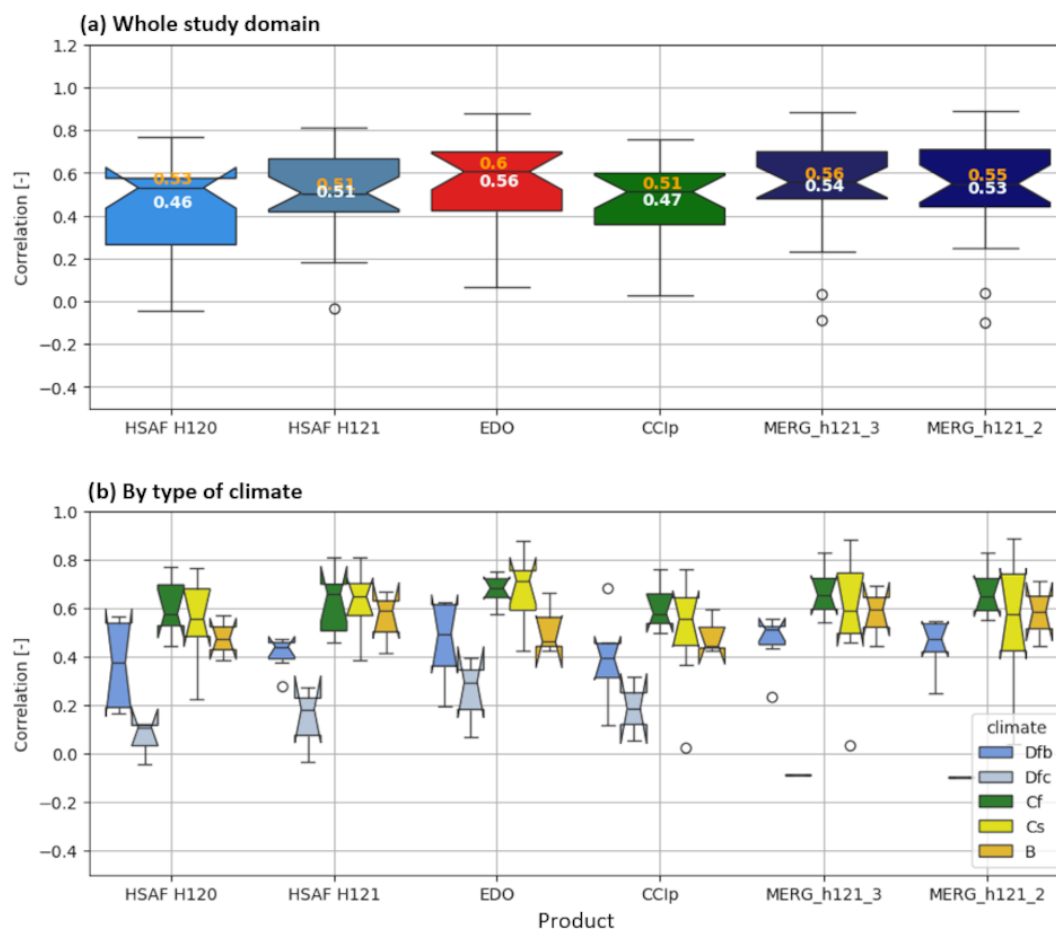 (a) Whole study domain
1.2
1.0
0.8
0.6
0.4
0.2
0.0
−0.2
−0.4
Correlation [-]
0.53
0.46
0.51
0.51
0.6
0.56
0.51
0.47
0.56
0.54
0.55
0.53
HSAF H120 HSAF H121 EDO CCIp MERG_h121_3 MERG_h121_2
(b) By type of climate
1.0
0.8
0.6
0.4
0.2
0.0
−0.2
−0.4
Correlation [-]
climate
Dfb
Dfc
Cf
Cs
B
HSAF H120 HSAF H121 EDO CCIp MERG_h121_3 MERG_h121_2
Product